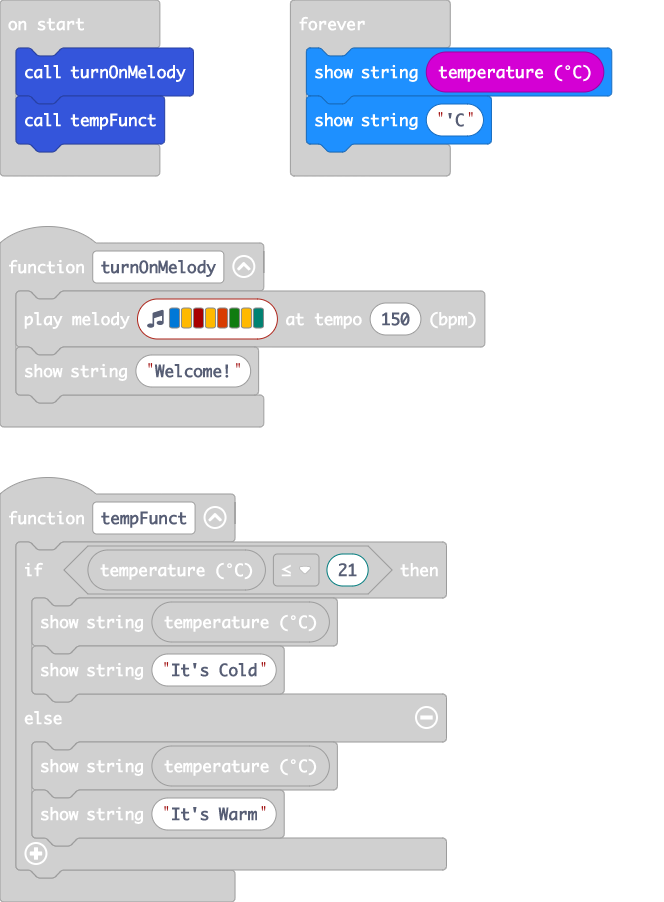 on start
call turnOnMelody
call tempFunct
forever
show string temperature (°C)
show string "'C"
function turnOnMelody
play melody at tempo 150 (bpm)
show string "Welcome!"
function tempFunct
if temperature (°C) ≤ 21 then
show string temperature (°C)
show string "It's Cold"
else
show string temperature (°C)
show string "It's Warm"